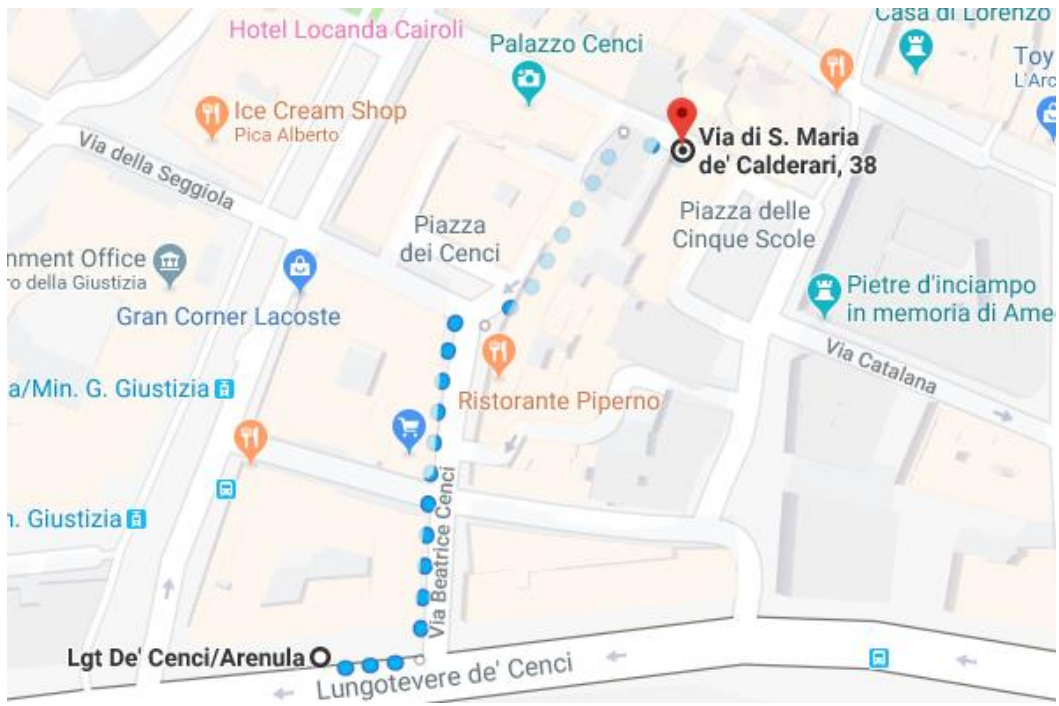 Casa di Lorenzo
Hotel Locanda Cairoli
Palazzo Cenci
Toy
L'Arc
Ice Cream Shop
Pica Alberto
Via di S. Maria
de' Calderari, 38
Via della Seggiola
Piazza
dei Cenci
Piazza delle
Cinque Scole
nment Office
ro della Giustizia
Pietre d'inciampo
in memoria di Ame
Gran Corner Lacoste
Via Catalana
a/Min. G. Giustizia
Ristorante Piperno
n. Giustizia
Via Beatrice Cenci
Lgt De' Cenci/Arenula
Lungotevere de' Cenci